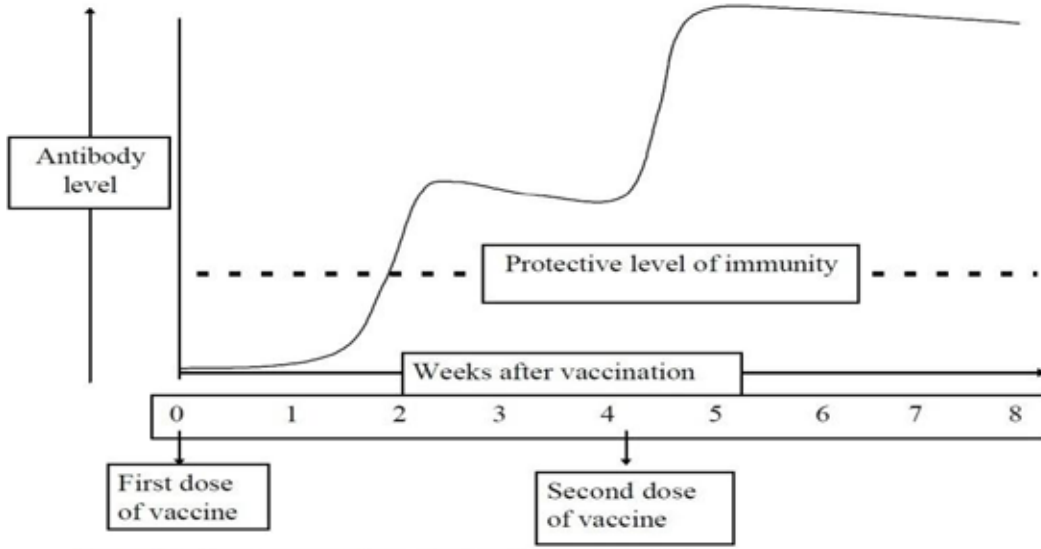 Antibody
level
Protective level of immunity
Weeks after vaccination
0 1 2 3 4 5 6 7 8
First dose
of vaccine
Second dose
of vaccine